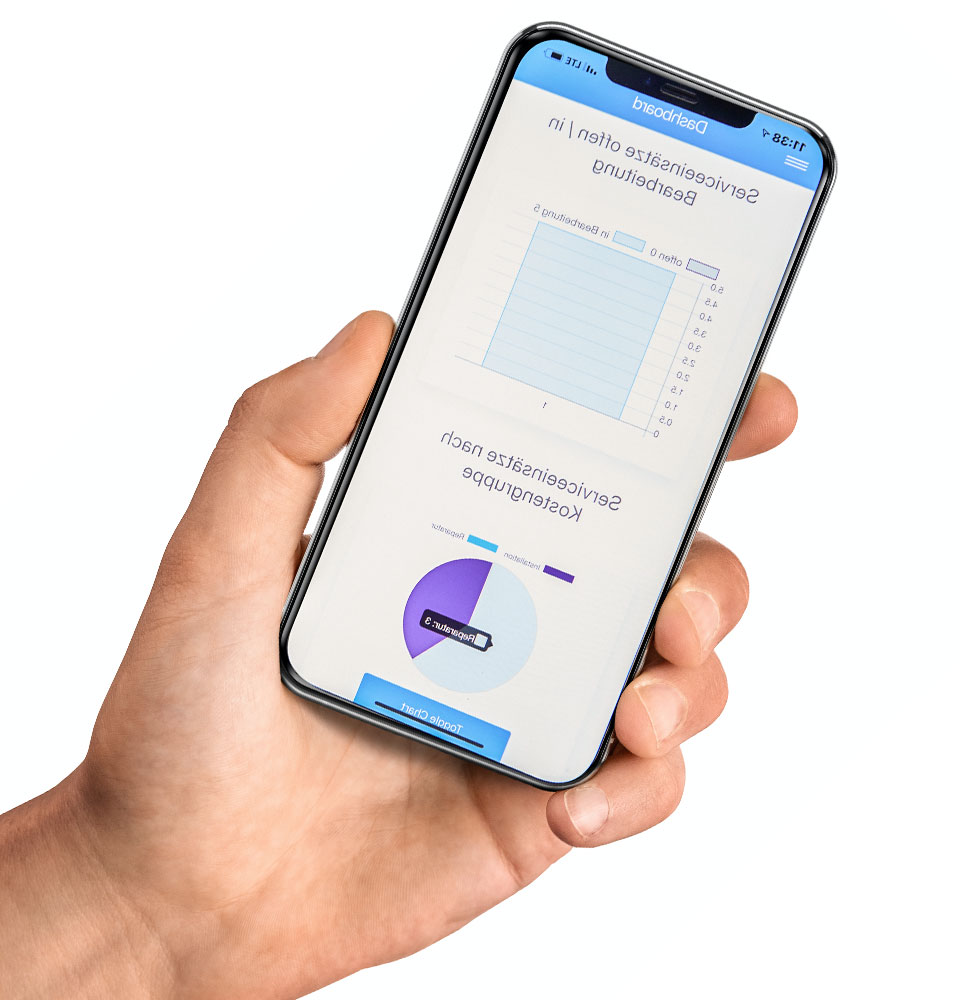 11:38
LTE
Dashboard
Serviceeinsätze offen / in
Bearbeitung
offen 0
in Bearbeitung 5
5.0
4.5
4.0
3.5
3.0
2.5
2.0
1.5
1.0
0.5
0
1
Serviceeinsätze nach
Kostengruppe
Installation
Reparatur
Reparatur: 3
Toggle Chart